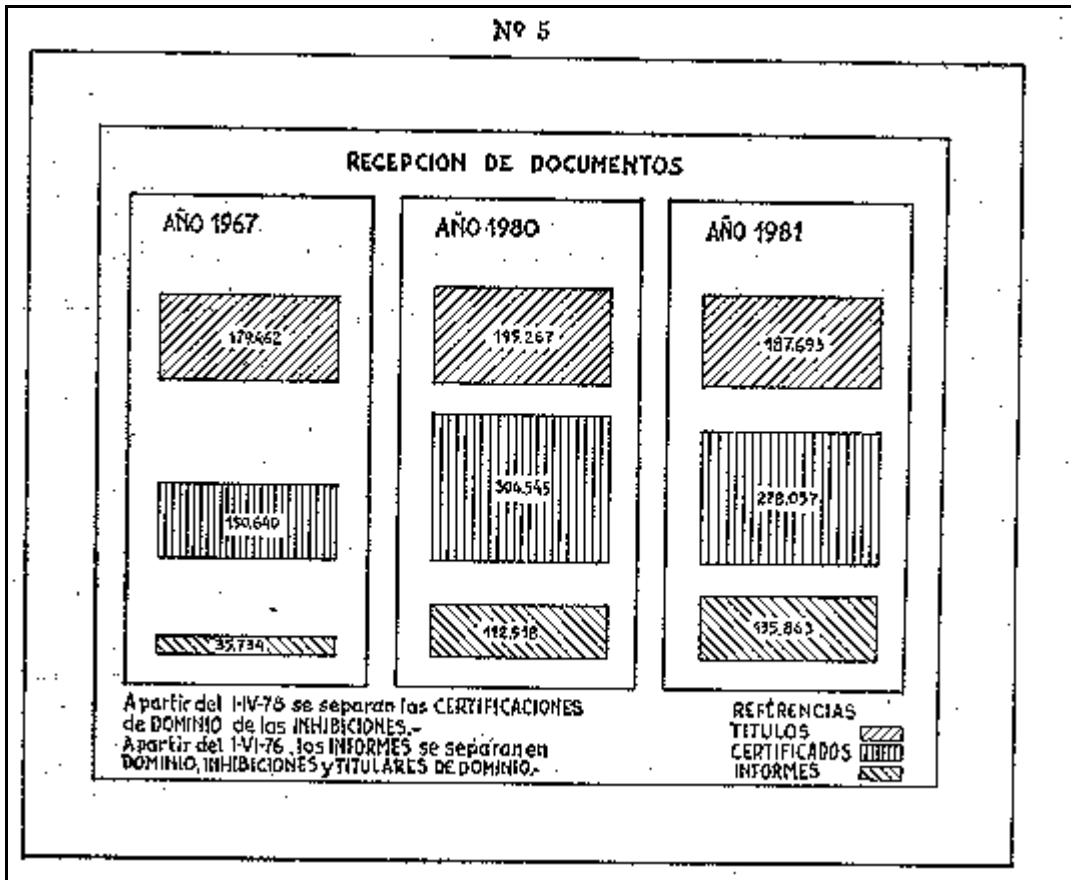 Nº 5
RECEPCION DE DOCUMENTOS
AÑO 1967
179.462
150.640
35.734
AÑO 1980
195.267
304.545
112.518
AÑO 1981
187.693
278.057
135.863
A partir del 1-IV-76 se separan las CERTIFICACIONES
de DOMINIO de las INHIBICIONES.-
A partir del 1-VI-76, los INFORMES se separan en
DOMINIO, INHIBICIONES y TITULARES DE DOMINIO.-
REFERENCIAS
TITULOS
CERTIFICADOS
INFORMES